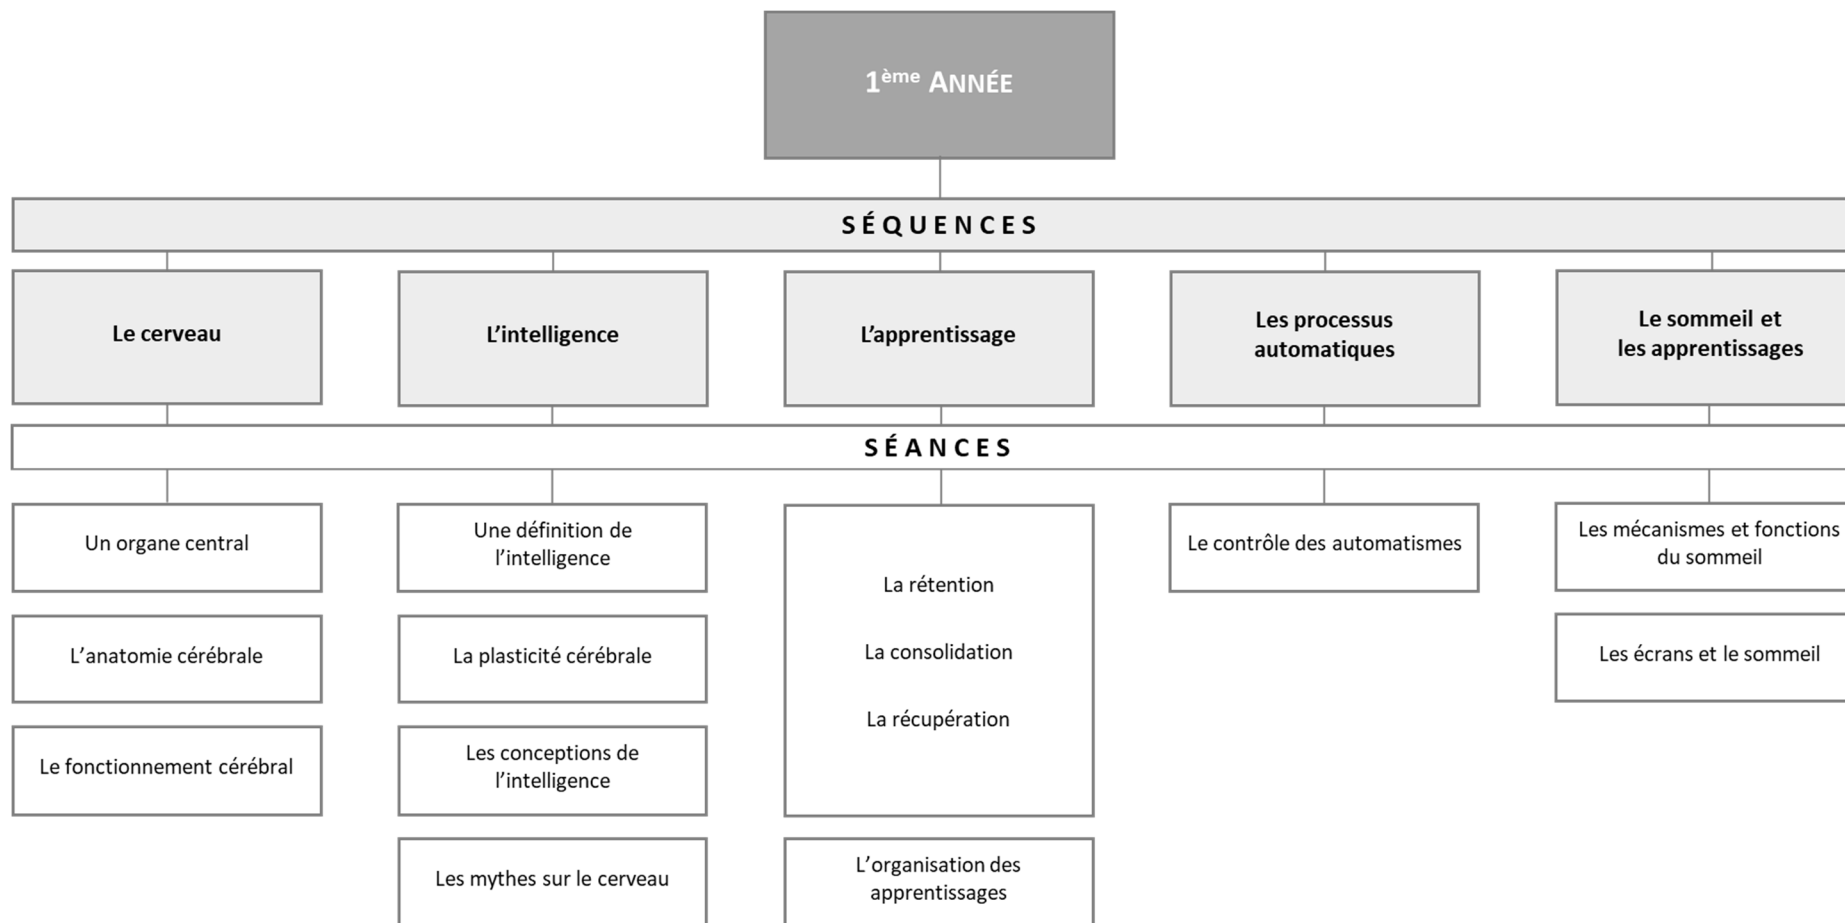 1ème ANNÉE
SÉQUENCES
Le cerveau
L'intelligence
L'apprentissage
Les processus
automatiques
Le sommeil et
les apprentissages
SÉANCES
Un organe central
L'anatomie cérébrale
Le fonctionnement cérébral
Une définition de
l'intelligence
La plasticité cérébrale
Les conceptions de
l'intelligence
Les mythes sur le cerveau
La rétention
La consolidation
La récupération
L'organisation des
apprentissages
Le contrôle des automatismes
Les mécanismes et fonctions
du sommeil
Les écrans et le sommeil